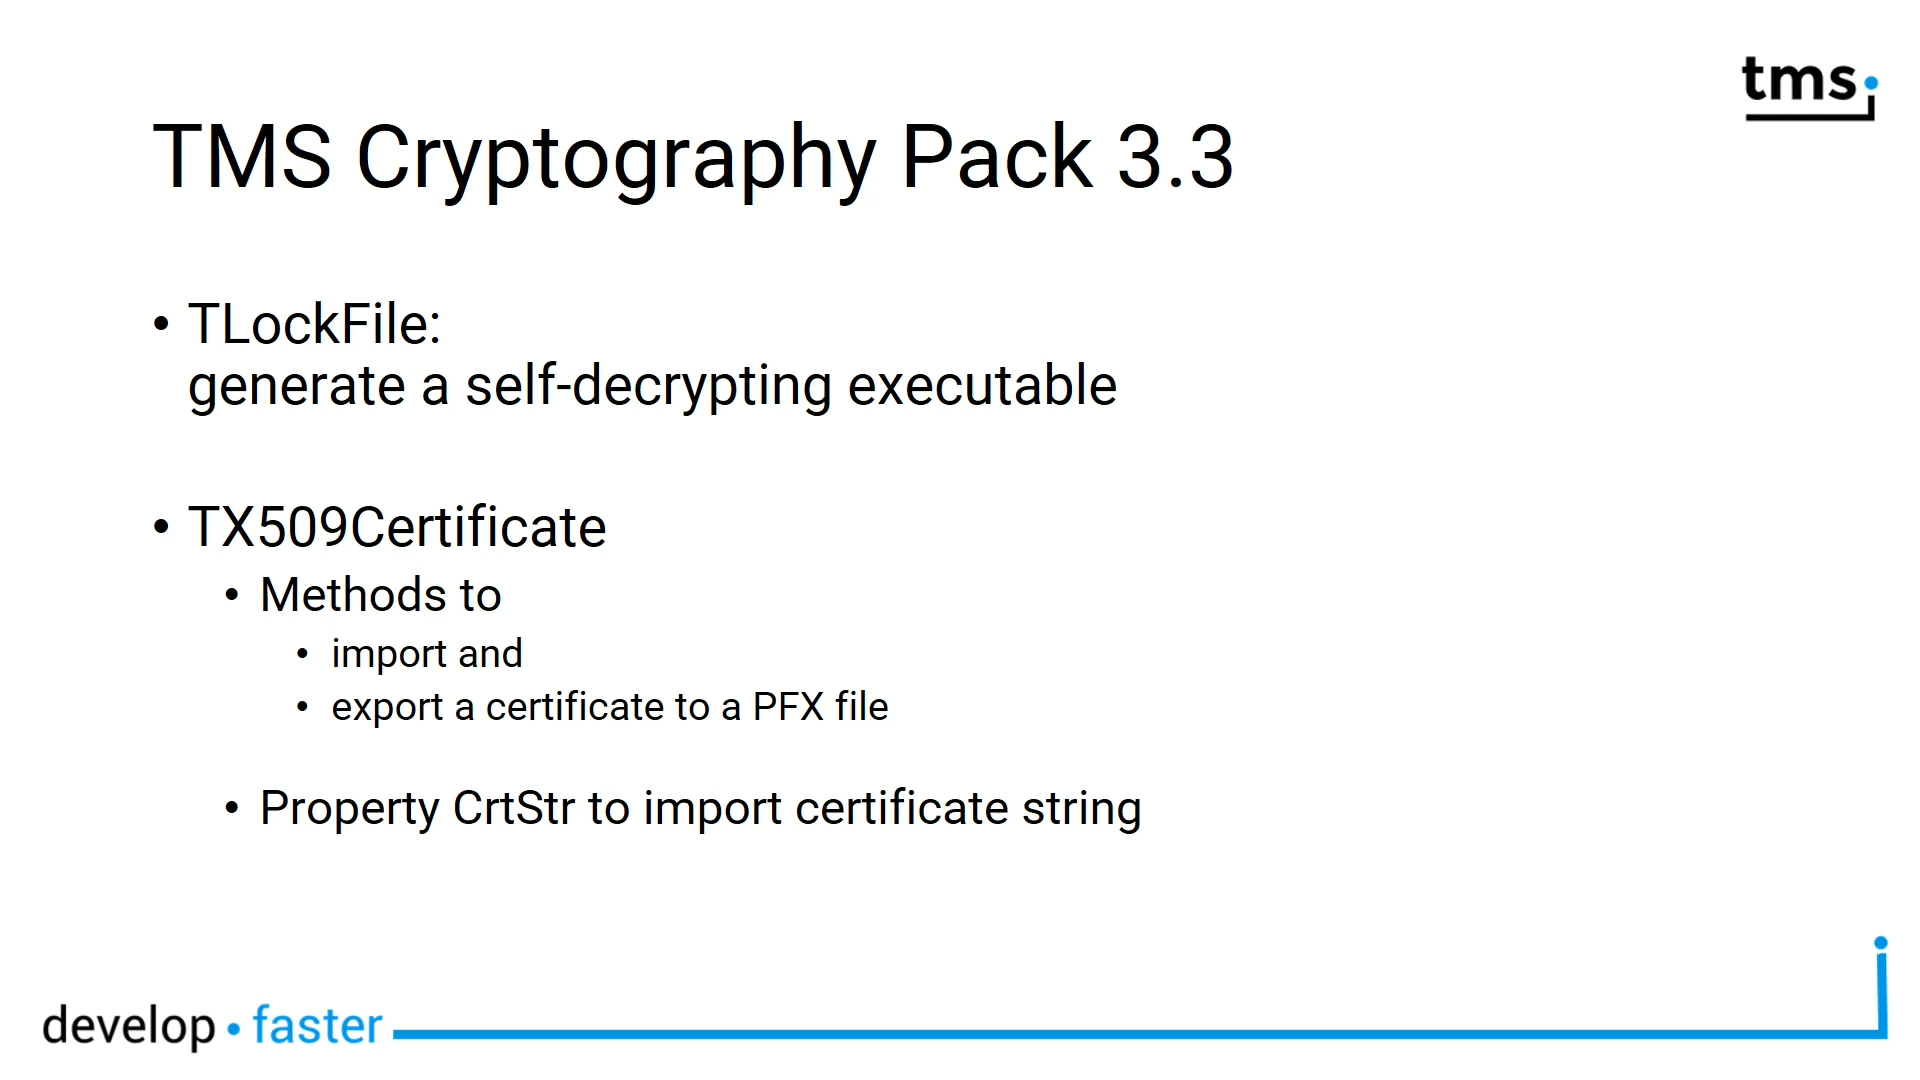 tms
TMS Cryptography Pack 3.3
• TLockFile:
generate a self-decrypting executable
• TX509Certificate
• Methods to
• import and
• export a certificate to a PFX file
• Property CrtStr to import certificate string
develop • faster